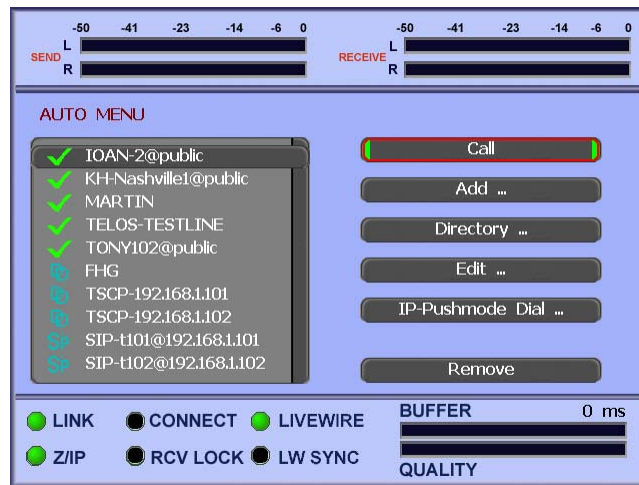 -50 -41 -23 -14 -6 0
SEND L
R
-50 -41 -23 -14 -6 0
RECEIVE L
R
AUTO MENU
IOAN-2@public
KH-Nashville1@public
MARTIN
TELOS-TESTLINE
TONY102@public
FHG
TSCP-192.168.1.101
TSCP-192.168.1.102
SP SIP-t101@192.168.1.101
SP SIP-t102@192.168.1.102
Call
Add ...
Directory ...
Edit ...
IP-Pushmode Dial ...
Remove
LINK CONNECT LIVEWIRE
Z/IP RCV LOCK LW SYNC
BUFFER 0 ms
QUALITY